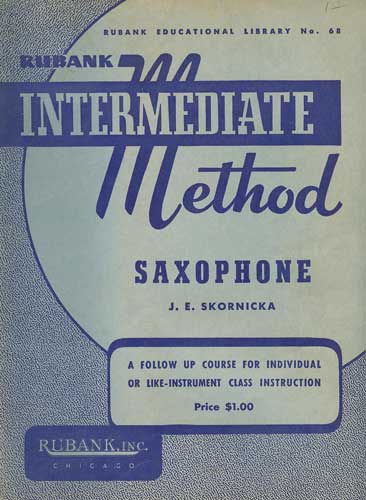 RUBANK EDUCATIONAL LIBRARY No. 68
RUBANK
INTERMEDIATE
Method
SAXOPHONE
J. E. SKORNICKA
A FOLLOW UP COURSE FOR INDIVIDUAL
OR LIKE-INSTRUMENT CLASS INSTRUCTION
Price $1.00
RUBANK, INC.
CHICAGO